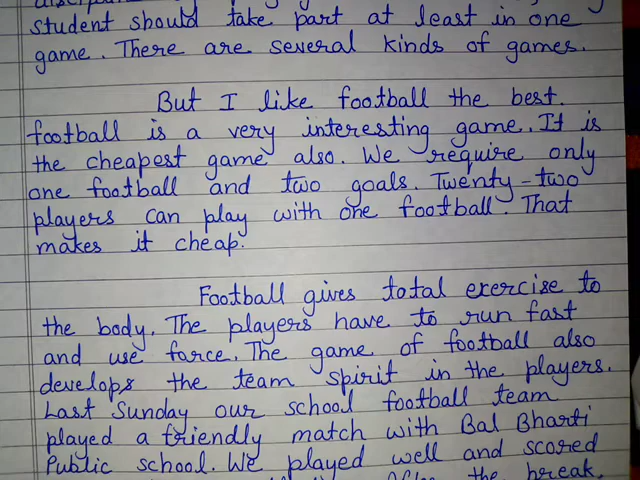 student should take part at least in one
game. There are several kinds of games.
But I like football the best.
football is a very interesting game. It is
the cheapest game also. We require only
one football and two goals. Twenty-two
players can play with one football. That
makes it cheap.
Football gives total exercise to
the body. The players have to run fast
and use force. The game of football also
develops the team spirit in the players.
Last Sunday our school football team
played a friendly match with Bal Bharti
Public school. We played well and scored
the break.